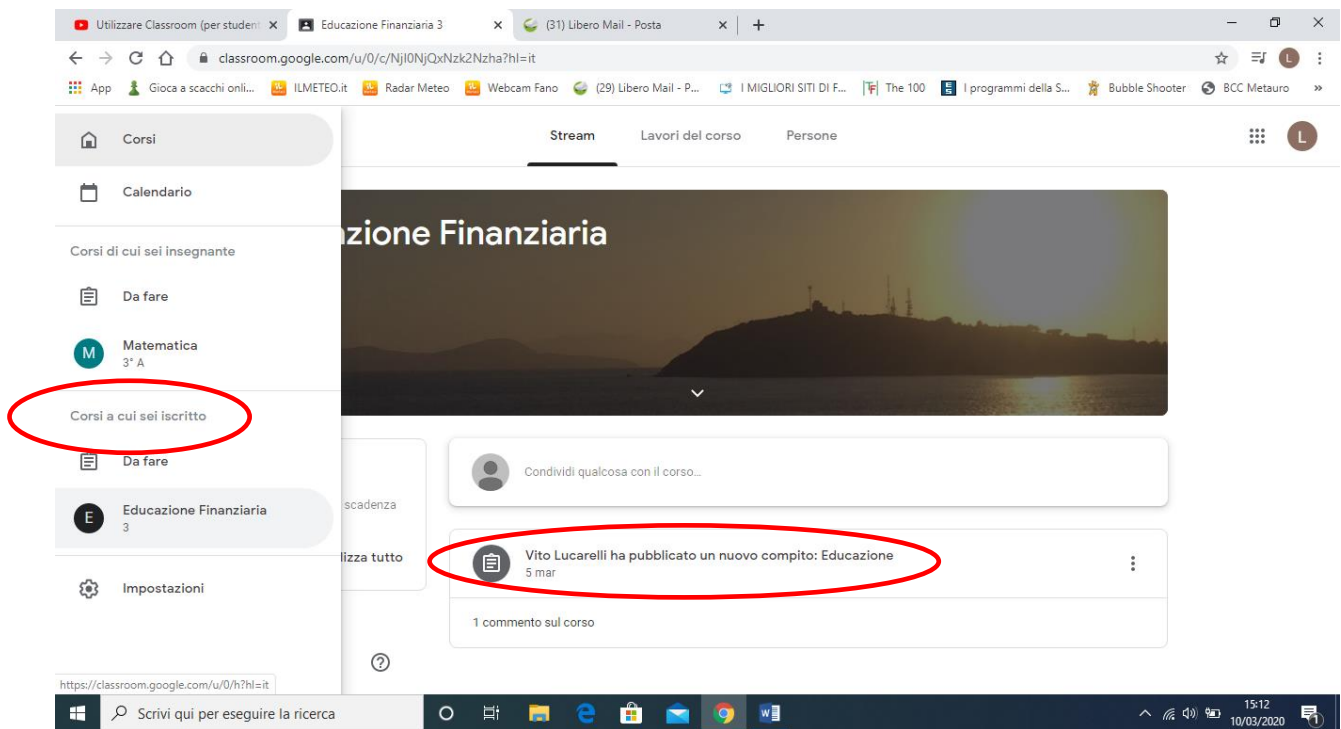 Utilizzare Classroom (per student
Educazione Finanziaria 3
(31) Libero Mail - Posta
classroom.google.com/u/0/c/NjI0NjQxNzk2Nzha?hl=it
L
App
Gioca a scacchi onli...
ILMETEO.it
Radar Meteo
Webcam Fano
(29) Libero Mail - P...
I MIGLIORI SITI DI F...
The 100
I programmi della S...
Bubble Shooter
BCC Metauro
»
Corsi
Stream
Lavori del corso
Persone
L
Calendario
zione Finanziaria
Corsi di cui sei insegnante
Da fare
M
Matematica
3° A
Corsi a cui sei iscritto
Da fare
Condividi qualcosa con il corso...
scadenza
E
Educazione Finanziaria
3
lizza tutto
Vito Lucarelli ha pubblicato un nuovo compito: Educazione
5 mar
Impostazioni
1 commento sul corso
https://classroom.google.com/u/0/h?hl=it
Scrivi qui per eseguire la ricerca
15:12
10/03/2020